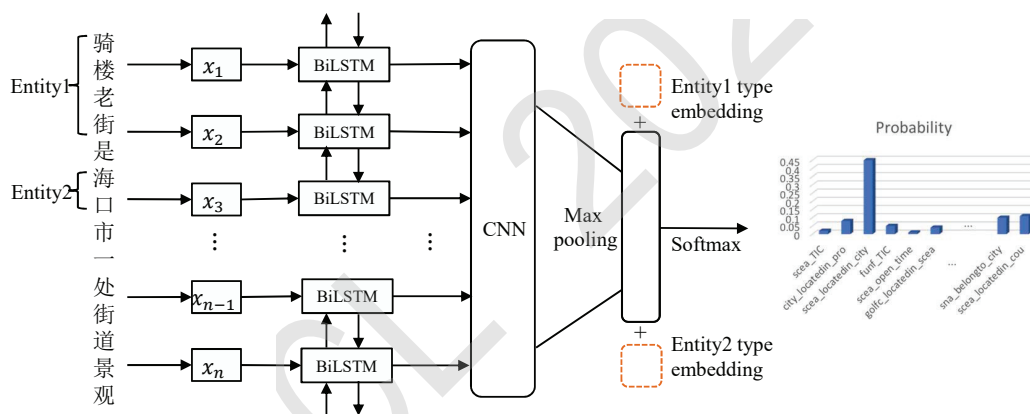 骑楼老街是海口市一处街道景观
Entity1
Entity2
x₁
x₂
x₃
...
xₙ₋₁
xₙ
BiLSTM
BiLSTM
BiLSTM
...
BiLSTM
BiLSTM
...
CNN
Max
pooling
Entity1 type
embedding
+
+
Entity2 type
embedding
Softmax
Probability
0.45
0.4
0.35
0.3
0.25
0.2
0.15
0.1
0.05
0
...
scea_TIC
city_locatedin_pro
scea_locatedin_city
funf_TIC
scea_open_time
golfc_locatedin_scea
...
sna_belongto_city
scea_locatedin_cou